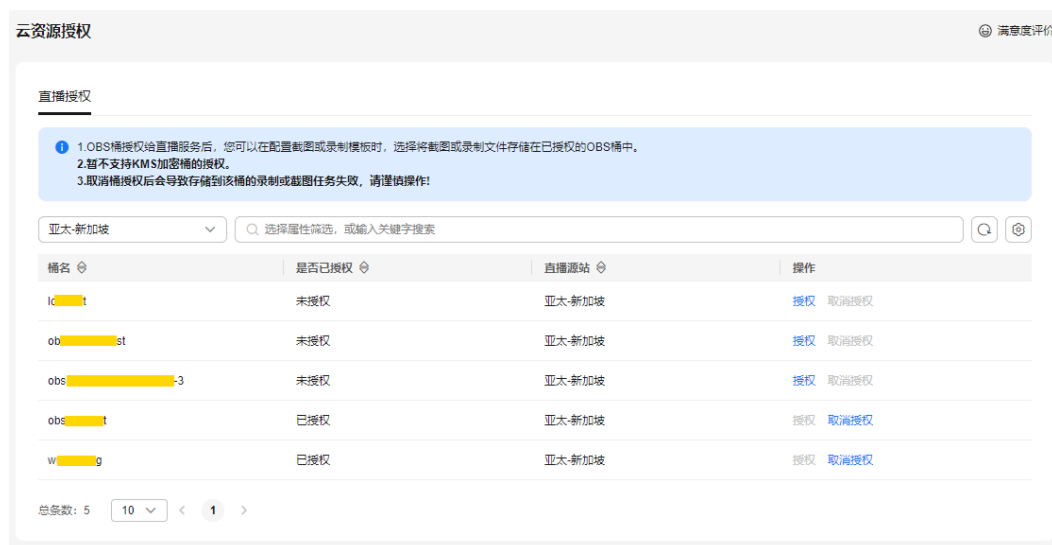 云资源授权
满意度评价
直播授权
1.OBS桶授权给直播服务后，您可以在配置截图或录制模板时，选择将截图或录制文件存储在已授权的OBS桶中。
2.暂不支持KMS加密桶的授权。
3.取消桶授权后会导致存储到该桶的录制或截图任务失败，请谨慎操作!
亚太-新加坡 选择属性筛选，或输入关键字搜索
桶名 是否已授权 直播源站 操作
t 未授权 亚太-新加坡 授权 取消授权
ob st 未授权 亚太-新加坡 授权 取消授权
obs -3 未授权 亚太-新加坡 授权 取消授权
obs t 已授权 亚太-新加坡 授权 取消授权
w g 已授权 亚太-新加坡 授权 取消授权
总条数: 5 10 1